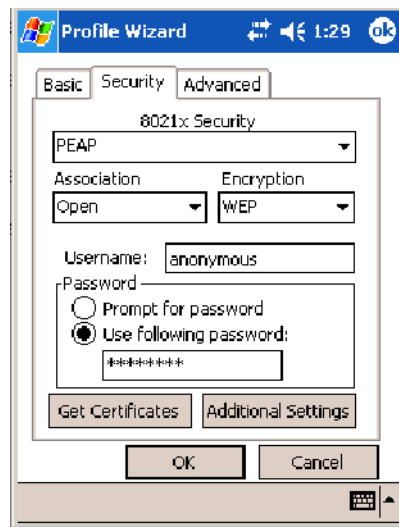 Profile Wizard 1:29 ok
Basic Security Advanced
8021x Security
PEAP
Association Encryption
Open WEP
Username: anonymous
Password
Prompt for password
Use following password:
********
Get Certificates Additional Settings
OK Cancel